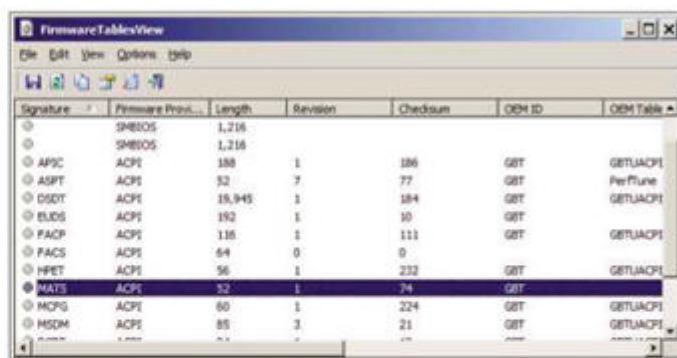 FirmwareTablesView
File Edit View Options Help
Signature / Firmware Provi... Length Revision Checksum OEM ID OEM Table
SMBIOS 1,216
SMBIOS 1,216
APIC ACPI 188 1 186 GBT GBTUACPI
ASPT ACPI 52 7 77 GBT PerfTune
DSDT ACPI 19,945 1 184 GBT GBTUACPI
EUDS ACPI 192 1 10 GBT
FACP ACPI 116 1 111 GBT GBTUACPI
FACS ACPI 64 0 0
HPET ACPI 56 1 232 GBT GBTUACPI
MATS ACPI 52 1 74 GBT
MCFG ACPI 60 1 224 GBT GBTUACPI
MSDM ACPI 85 3 21 GBT GBTUACPI